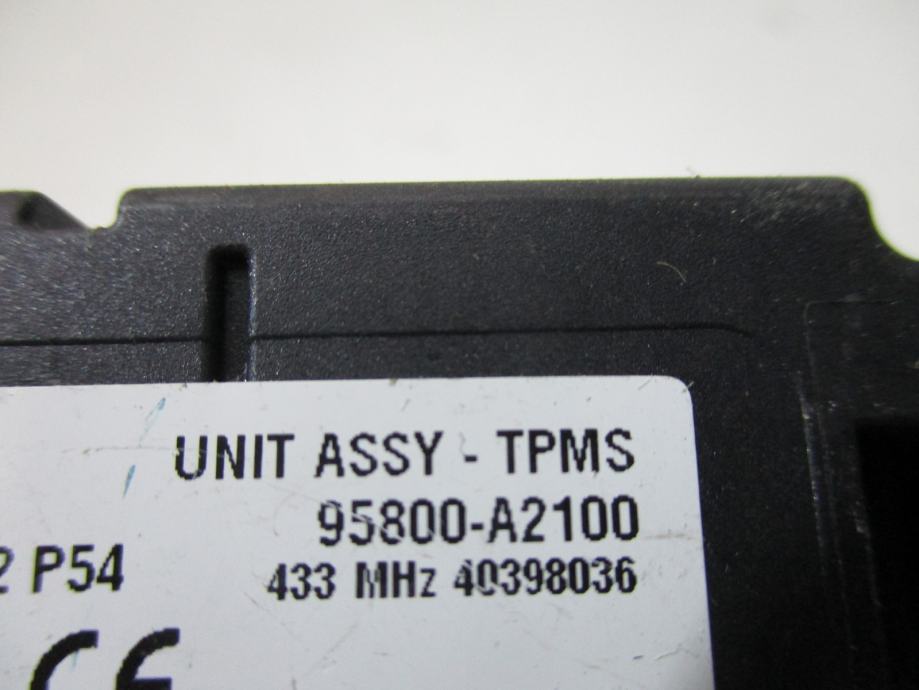 UNIT ASSY - TPMS
95800-A2100
2 P54
433 MHz 40398036
CE